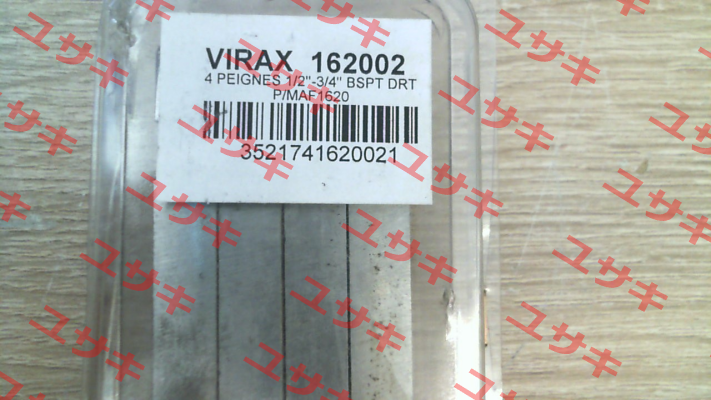 VIRAX 162002
4 PEIGNES 1/2"-3/4" BSPT DRT
P/MAF1620
3521741620021
ユサキ